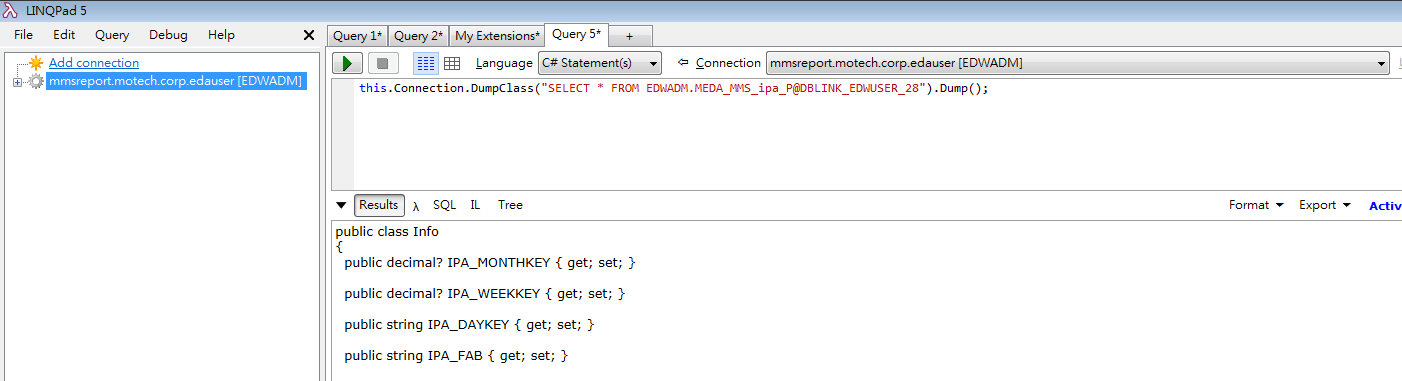 LINQPad 5
File Edit Query Debug Help
Query 1* Query 2* My Extensions* Query 5* +
Add connection
mmsreport.motech.corp.edauser [EDWADM]
Language C# Statement(s) Connection mmsreport.motech.corp.edauser [EDWADM]
this.Connection.DumpClass("SELECT * FROM EDWADM.MEDA_MMS_ipa_P@DBLINK_EDWUSER_28").Dump();
Results λ SQL IL Tree Format Export Activ
public class Info
{
public decimal? IPA_MONTHKEY { get; set; }
public decimal? IPA_WEEKKEY { get; set; }
public string IPA_DAYKEY { get; set; }
public string IPA_FAB { get; set; }